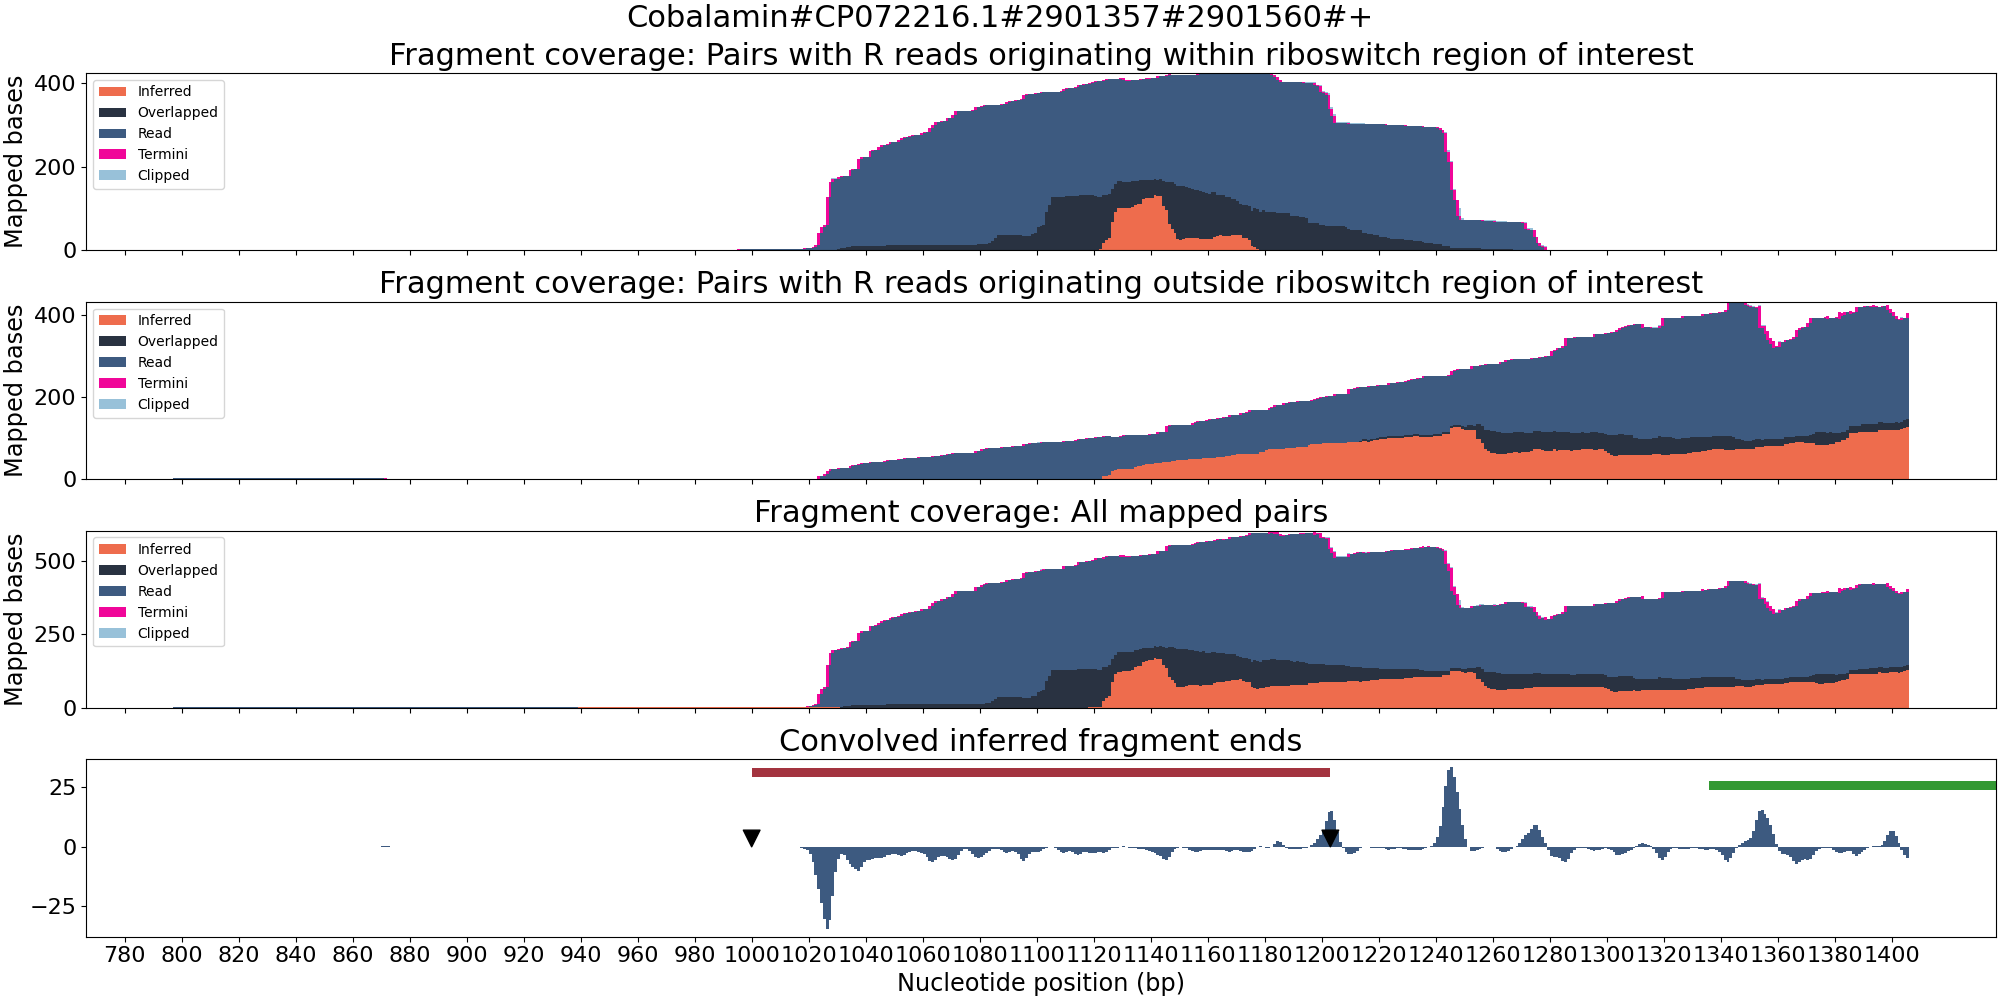 Cobalamin#CP072216.1#2901357#2901560#+
Fragment coverage: Pairs with R reads originating within riboswitch region of interest
Mapped bases
400
200
0
Inferred
Overlapped
Read
Termini
Clipped
Fragment coverage: Pairs with R reads originating outside riboswitch region of interest
Mapped bases
400
200
0
Inferred
Overlapped
Read
Termini
Clipped
Fragment coverage: All mapped pairs
Mapped bases
500
250
0
Inferred
Overlapped
Read
Termini
Clipped
Convolved inferred fragment ends
25
0
−25
780 800 820 840 860 880 900 920 940 960 980 1000 1020 1040 1060 1080 1100 1120 1140 1160 1180 1200 1220 1240 1260 1280 1300 1320 1340 1360 1380 1400
Nucleotide position (bp)